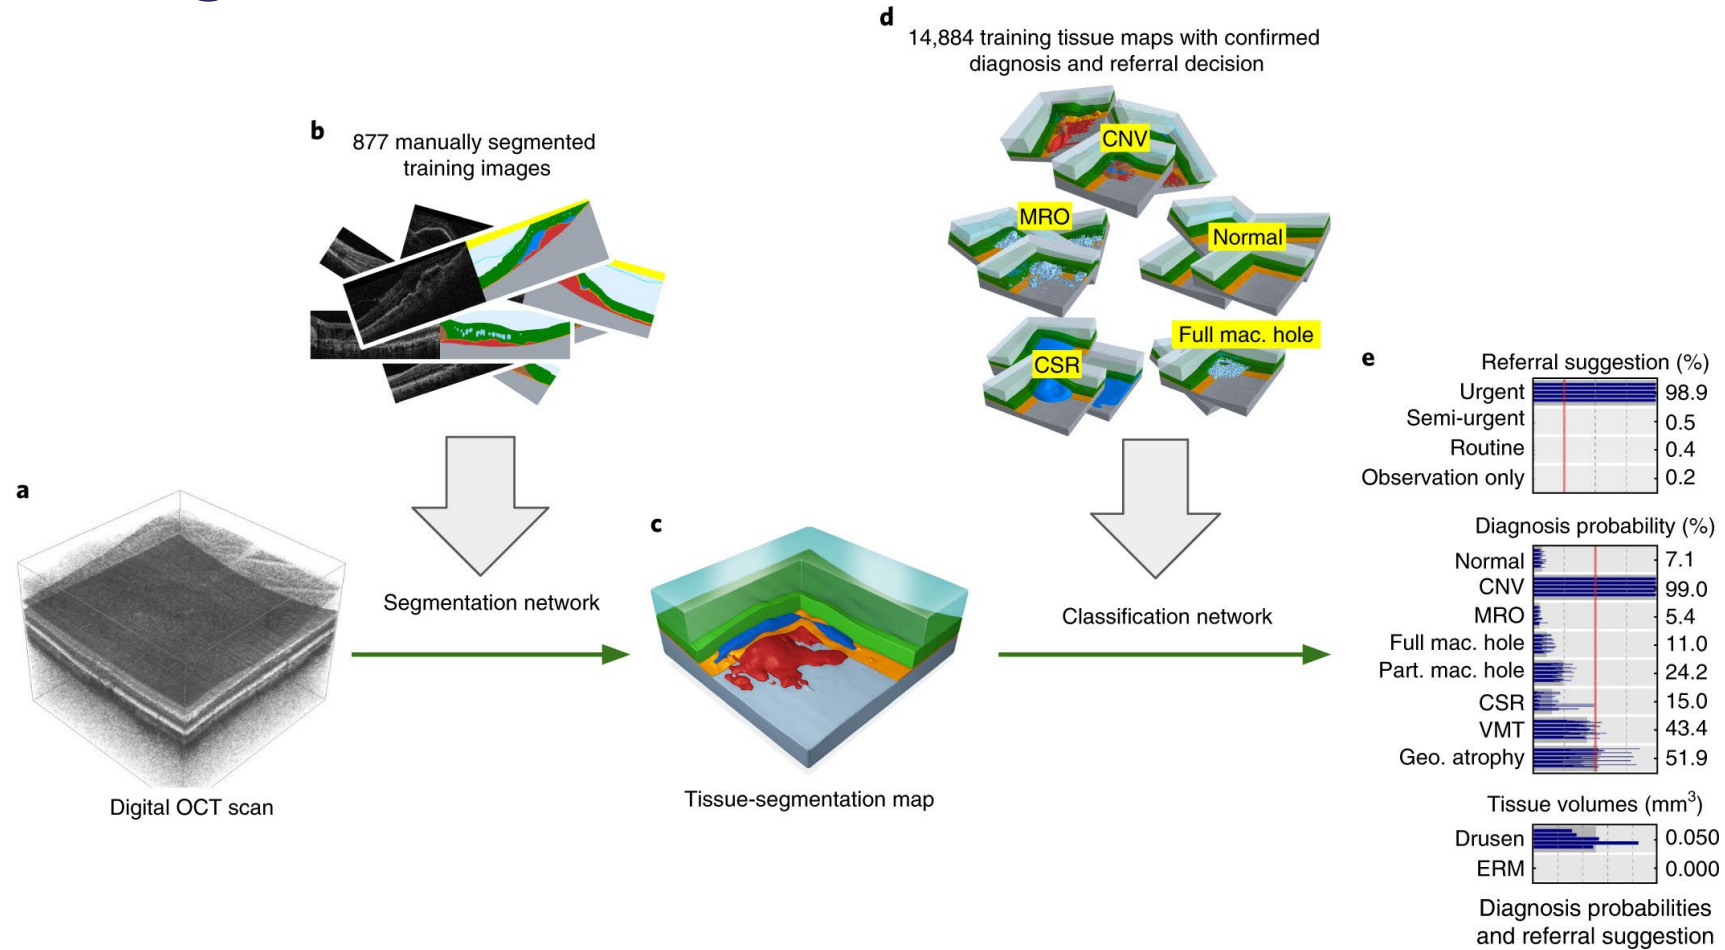 a
Digital OCT scan
b
877 manually segmented
training images
Segmentation network
c
Tissue-segmentation map
d
14,884 training tissue maps with confirmed
diagnosis and referral decision
CNV
MRO
Normal
CSR
Full mac. hole
Classification network
e
Referral suggestion (%)
Urgent 98.9
Semi-urgent 0.5
Routine 0.4
Observation only 0.2
Diagnosis probability (%)
Normal 7.1
CNV 99.0
MRO 5.4
Full mac. hole 11.0
Part. mac. hole 24.2
CSR 15.0
VMT 43.4
Geo. atrophy 51.9
Tissue volumes (mm³)
Drusen 0.050
ERM 0.000
Diagnosis probabilities
and referral suggestion